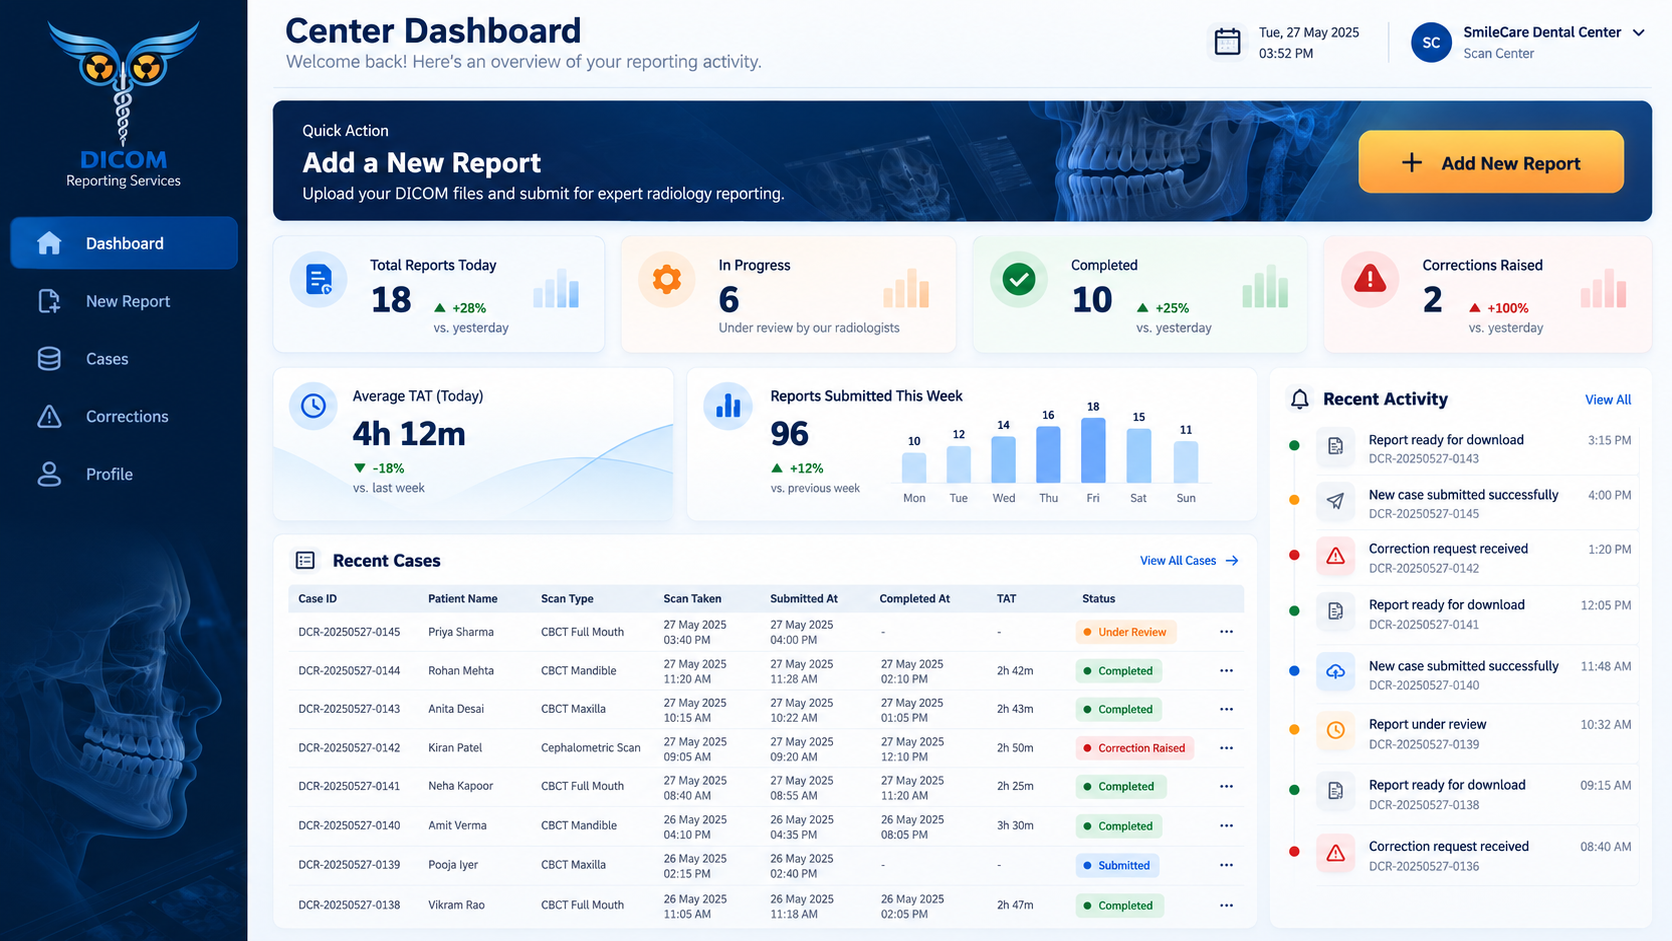 DICOM
Reporting Services
Dashboard
New Report
Cases
Corrections
Profile
Center Dashboard
Welcome back! Here's an overview of your reporting activity.
Tue, 27 May 2025
03:52 PM
SC
SmileCare Dental Center
Scan Center
Quick Action
Add a New Report
Upload your DICOM files and submit for expert radiology reporting.
+ Add New Report
Total Reports Today
18 ▲ +28%
vs. yesterday
In Progress
6
Under review by our radiologists
Completed
10 ▲ +25%
vs. yesterday
Corrections Raised
2 ▲ +100%
vs. yesterday
Average TAT (Today)
4h 12m
▼ -18%
vs. last week
Reports Submitted This Week
96
▲ +12%
vs. previous week
10 12 14 16 18 15 11
Mon Tue Wed Thu Fri Sat Sun
Recent Cases
View All Cases →
Case ID Patient Name Scan Type Scan Taken Submitted At Completed At TAT Status
DCR-20250527-0145 Priya Sharma CBCT Full Mouth 27 May 2025 03:40 PM 27 May 2025 04:00 PM - - Under Review
DCR-20250527-0144 Rohan Mehta CBCT Mandible 27 May 2025 11:20 AM 27 May 2025 11:28 AM 27 May 2025 02:10 PM 2h 42m Completed
DCR-20250527-0143 Anita Desai CBCT Maxilla 27 May 2025 10:15 AM 27 May 2025 10:22 AM 27 May 2025 01:05 PM 2h 43m Completed
DCR-20250527-0142 Kiran Patel Cephalometric Scan 27 May 2025 09:05 AM 27 May 2025 09:20 AM 27 May 2025 12:10 PM 2h 50m Correction Raised
DCR-20250527-0141 Neha Kapoor CBCT Full Mouth 27 May 2025 08:40 AM 27 May 2025 08:55 AM 27 May 2025 11:20 AM 2h 25m Completed
DCR-20250527-0140 Amit Verma CBCT Mandible 26 May 2025 04:10 PM 26 May 2025 04:35 PM 26 May 2025 08:05 PM 3h 30m Completed
DCR-20250527-0139 Pooja Iyer CBCT Maxilla 26 May 2025 02:15 PM 26 May 2025 02:40 PM - - Submitted
DCR-20250527-0138 Vikram Rao CBCT Full Mouth 26 May 2025 11:05 AM 26 May 2025 11:18 AM 26 May 2025 02:05 PM 2h 47m Completed
Recent Activity
View All
Report ready for download 3:15 PM
DCR-20250527-0143
New case submitted successfully 4:00 PM
DCR-20250527-0145
Correction request received 1:20 PM
DCR-20250527-0142
Report ready for download 12:05 PM
DCR-20250527-0141
New case submitted successfully 11:48 AM
DCR-20250527-0140
Report under review 10:32 AM
DCR-20250527-0139
Report ready for download 09:15 AM
DCR-20250527-0138
Correction request received 08:40 AM
DCR-20250527-0136